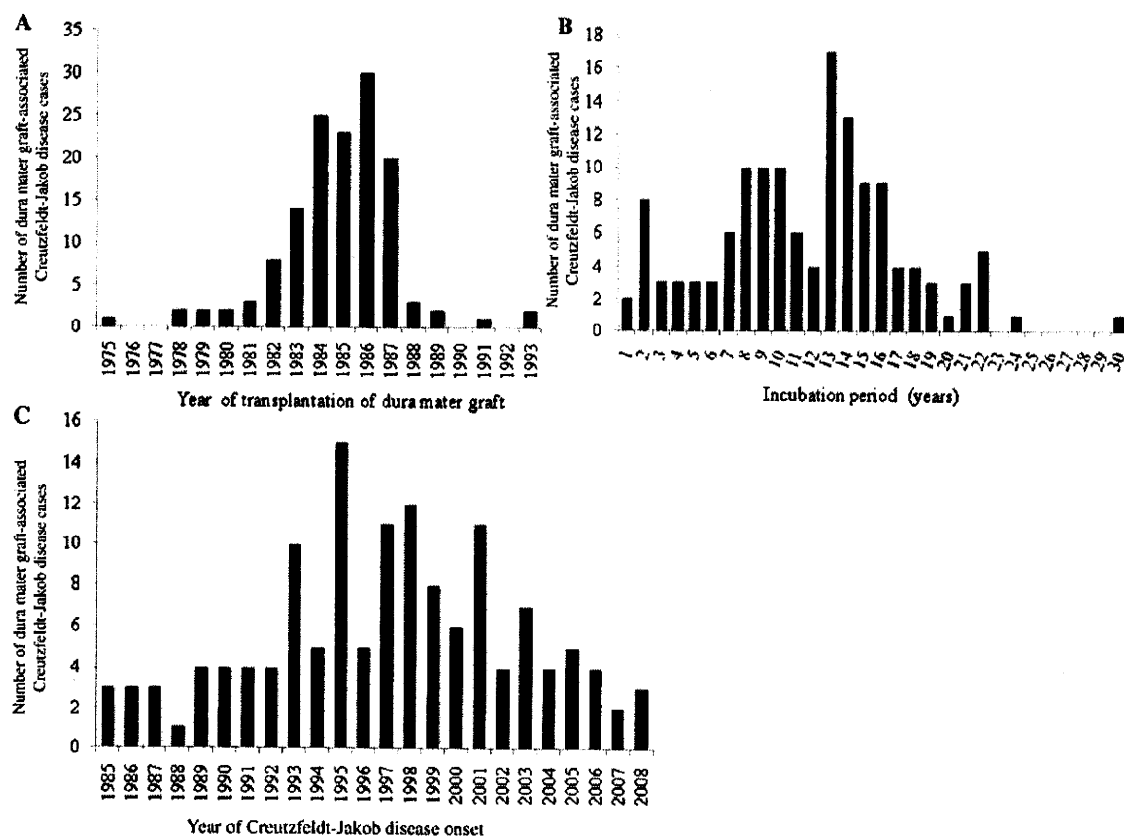 A
Number of dura mater graft-associated
Creutzfeldt-Jakob disease cases
35
30
25
20
15
10
5
0
1975 1976 1977 1978 1979 1980 1981 1982 1983 1984 1985 1986 1987 1988 1989 1990 1991 1992 1993
Year of transplantation of dura mater graft
B
Number of dura mater graft-associated
Creutzfeldt-Jakob disease cases
18
16
14
12
10
8
6
4
2
0
1 2 3 4 5 6 7 8 9 10 11 12 13 14 15 16 17 18 19 20 21 22 23 24 25 26 27 28 29 30
Incubation period (years)
C
Number of dura mater graft-associated
Creutzfeldt-Jakob disease cases
16
14
12
10
8
6
4
2
0
1985 1986 1987 1988 1989 1990 1991 1992 1993 1994 1995 1996 1997 1998 1999 2000 2001 2002 2003 2004 2005 2006 2007 2008
Year of Creutzfeldt-Jakob disease onset